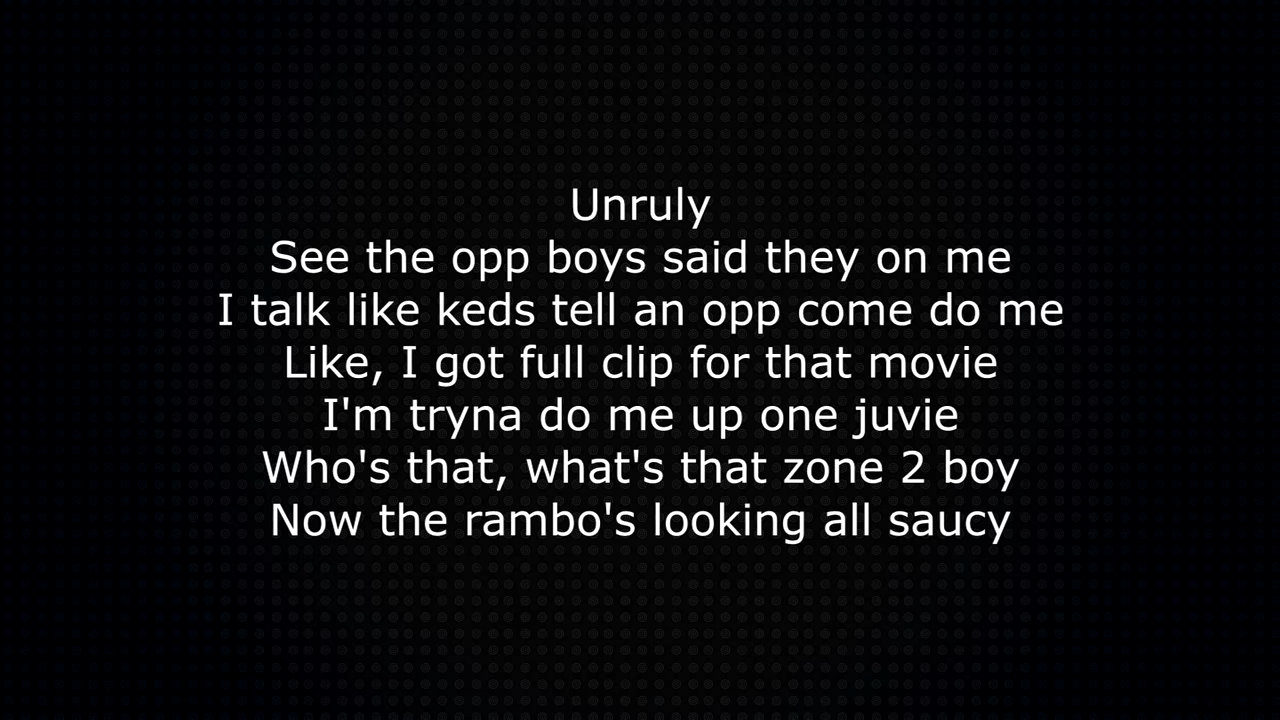 Unruly
See the opp boys said they on me
I talk like keds tell an opp come do me
Like, I got full clip for that movie
I'm tryna do me up one juvie
Who's that, what's that zone 2 boy
Now the rambo's looking all saucy